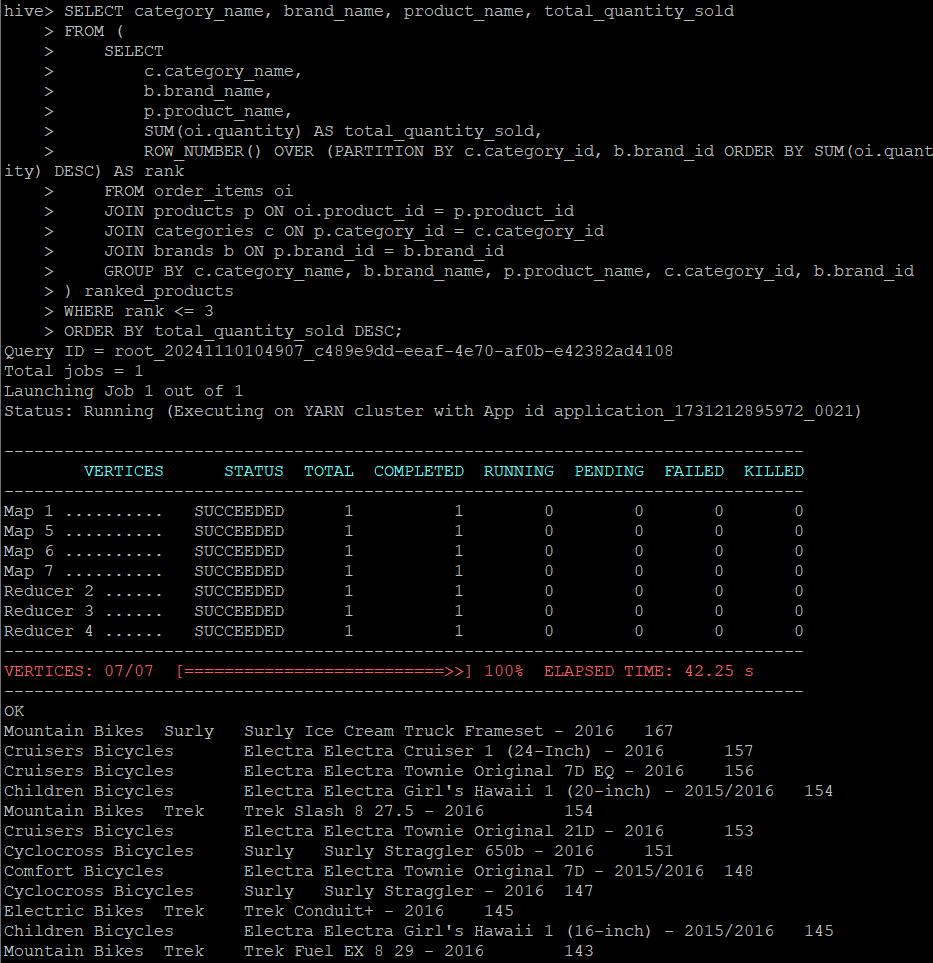 hive> SELECT category_name, brand_name, product_name, total_quantity_sold
    > FROM (
    >     SELECT
    >         c.category_name,
    >         b.brand_name,
    >         p.product_name,
    >         SUM(oi.quantity) AS total_quantity_sold,
    >         ROW_NUMBER() OVER (PARTITION BY c.category_id, b.brand_id ORDER BY SUM(oi.quant
ity) DESC) AS rank
    >     FROM order_items oi
    >     JOIN products p ON oi.product_id = p.product_id
    >     JOIN categories c ON p.category_id = c.category_id
    >     JOIN brands b ON p.brand_id = b.brand_id
    >     GROUP BY c.category_name, b.brand_name, p.product_name, c.category_id, b.brand_id
    > ) ranked_products
    > WHERE rank <= 3
    > ORDER BY total_quantity_sold DESC;
Query ID = root_20241110104907_c489e9dd-eeaf-4e70-af0b-e42382ad4108
Total jobs = 1
Launching Job 1 out of 1
Status: Running (Executing on YARN cluster with App id application_1731212895972_0021)
--------------------------------------------------------------------------------
        VERTICES      STATUS  TOTAL  COMPLETED  RUNNING  PENDING  FAILED  KILLED
--------------------------------------------------------------------------------
Map 1 ..........   SUCCEEDED      1          1        0        0       0       0
Map 5 ..........   SUCCEEDED      1          1        0        0       0       0
Map 6 ..........   SUCCEEDED      1          1        0        0       0       0
Map 7 ..........   SUCCEEDED      1          1        0        0       0       0
Reducer 2 ......   SUCCEEDED      1          1        0        0       0       0
Reducer 3 ......   SUCCEEDED      1          1        0        0       0       0
Reducer 4 ......   SUCCEEDED      1          1        0        0       0       0
--------------------------------------------------------------------------------
VERTICES: 07/07  [==========================>>] 100%  ELAPSED TIME: 42.25 s
--------------------------------------------------------------------------------
OK
Mountain Bikes  Surly   Surly Ice Cream Truck Frameset - 2016   167
Cruisers Bicycles       Electra Electra Cruiser 1 (24-Inch) - 2016      157
Cruisers Bicycles       Electra Electra Townie Original 7D EQ - 2016    156
Children Bicycles       Electra Electra Girl's Hawaii 1 (20-inch) - 2015/2016   154
Mountain Bikes  Trek    Trek Slash 8 27.5 - 2016        154
Cruisers Bicycles       Electra Electra Townie Original 21D - 2016      153
Cyclocross Bicycles     Surly   Surly Straggler 650b - 2016     151
Comfort Bicycles        Electra Electra Townie Original 7D - 2015/2016  148
Cyclocross Bicycles     Surly   Surly Straggler - 2016  147
Electric Bikes  Trek    Trek Conduit+ - 2016    145
Children Bicycles       Electra Electra Girl's Hawaii 1 (16-inch) - 2015/2016   145
Mountain Bikes  Trek    Trek Fuel EX 8 29 - 2016        143